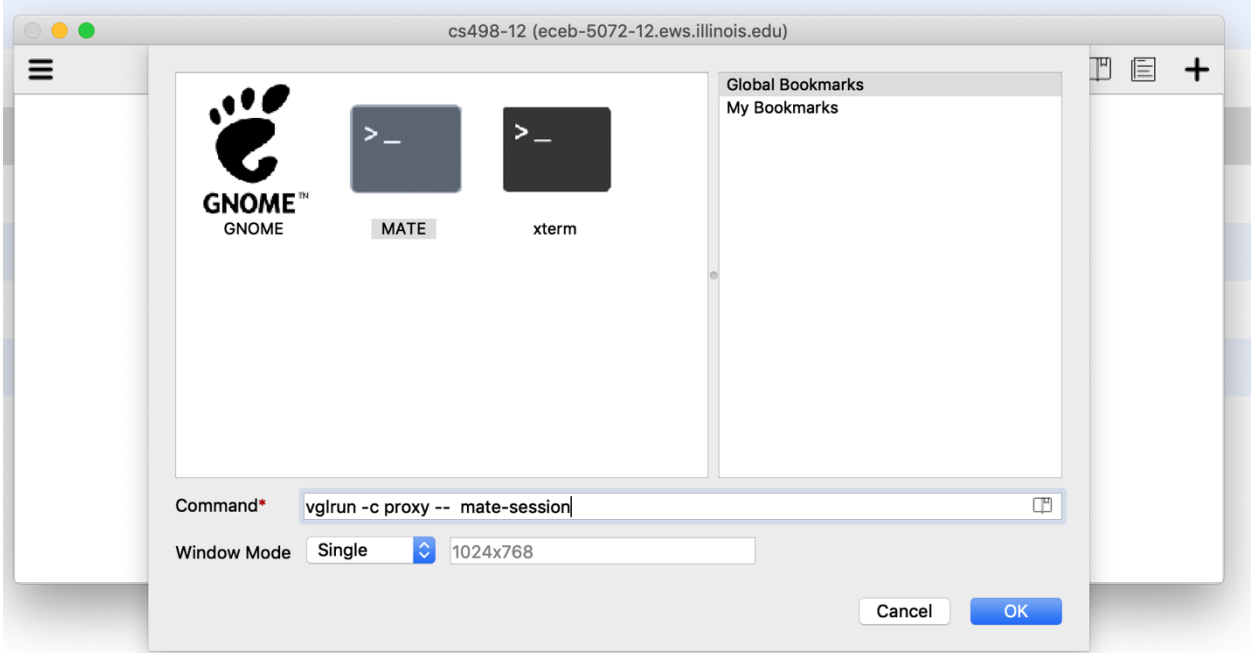 cs498-12 (eceb-5072-12.ews.illinois.edu)
>_
>_
GNOME™
GNOME
MATE
xterm
Global Bookmarks
My Bookmarks
Command*
vglrun -c proxy --  mate-session
Window Mode
Single
1024x768
Cancel
OK